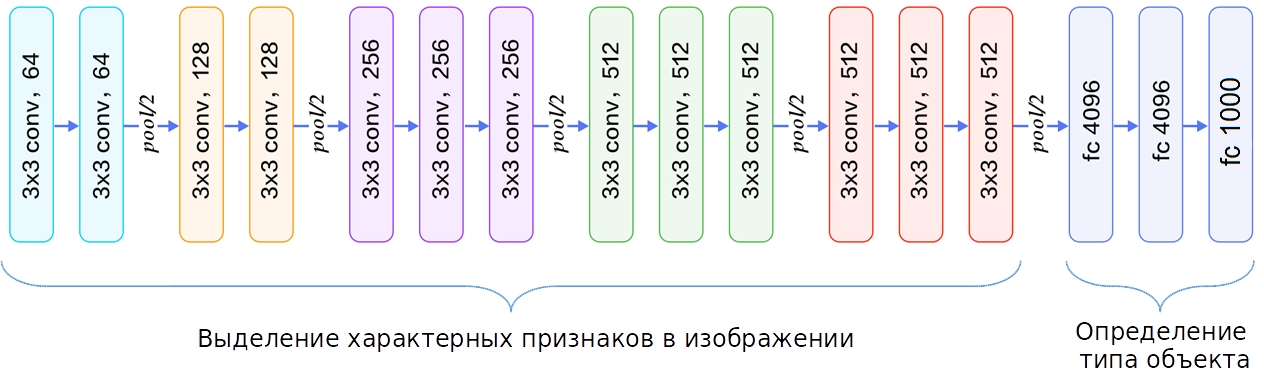 3x3 conv, 64
3x3 conv, 64
pool/2
3x3 conv, 128
3x3 conv, 128
pool/2
3x3 conv, 256
3x3 conv, 256
3x3 conv, 256
pool/2
3x3 conv, 512
3x3 conv, 512
3x3 conv, 512
pool/2
3x3 conv, 512
3x3 conv, 512
3x3 conv, 512
pool/2
fc 4096
fc 4096
fc 1000
Выделение характерных признаков в изображении
Определение
типа объекта